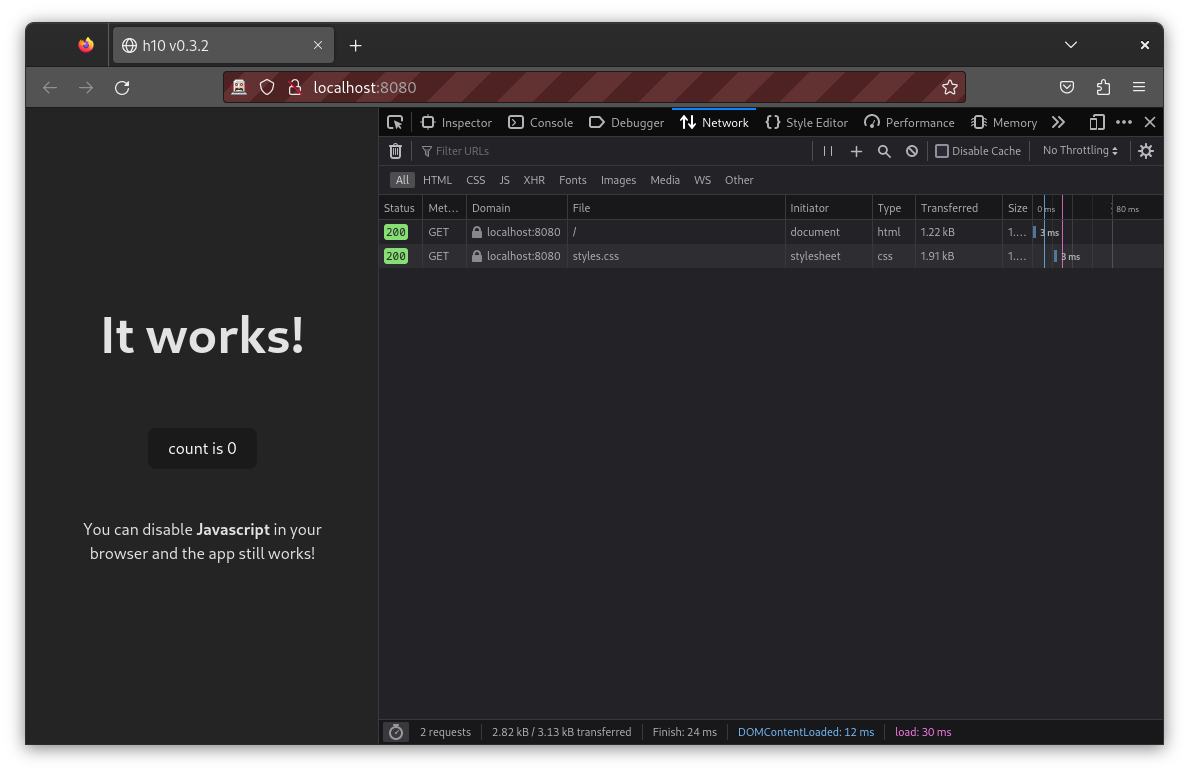 h10 v0.3.2
localhost:8080
Inspector Console Debugger Network Style Editor Performance Memory
Filter URLs Disable Cache No Throttling
All HTML CSS JS XHR Fonts Images Media WS Other
Status Met... Domain File Initiator Type Transferred Size 0 ms 80 ms
200 GET localhost:8080 / document html 1.22 kB 1.... 3 ms
200 GET localhost:8080 styles.css stylesheet css 1.91 kB 1.... 3 ms
It works!
count is 0
You can disable Javascript in your
browser and the app still works!
2 requests 2.82 kB / 3.13 kB transferred Finish: 24 ms DOMContentLoaded: 12 ms load: 30 ms